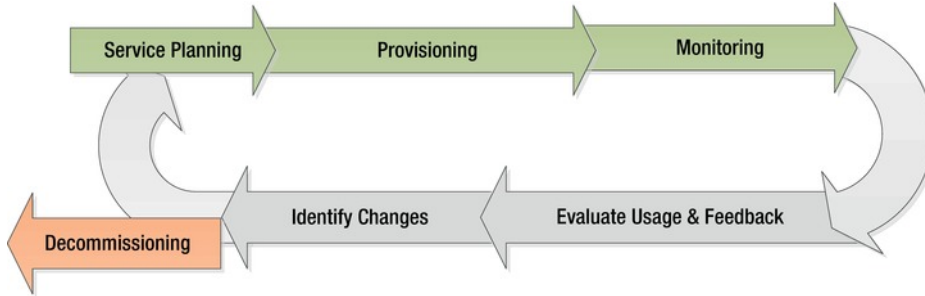 Service Planning
Provisioning
Monitoring
Identify Changes
Evaluate Usage & Feedback
Decommissioning